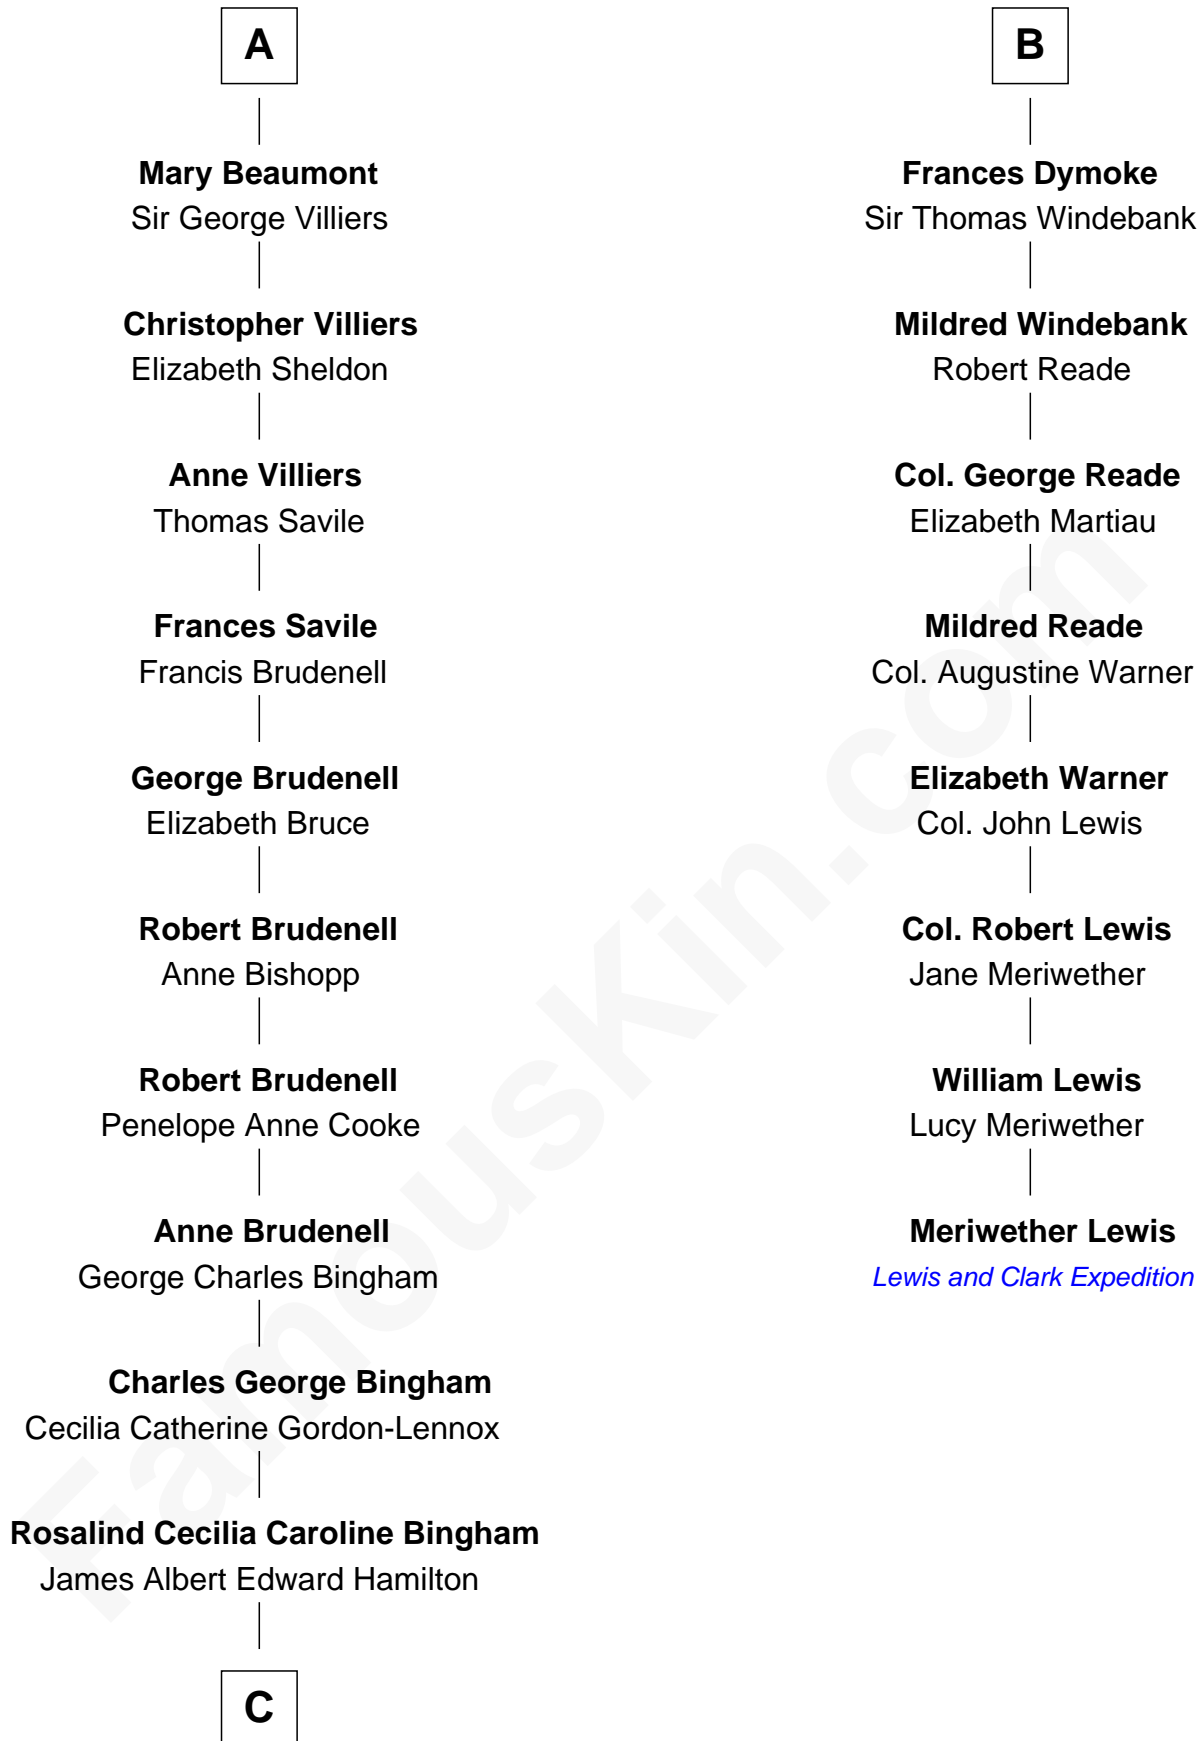 A
Mary Beaumont
Sir George Villiers
Christopher Villiers
Elizabeth Sheldon
Anne Villiers
Thomas Savile
Frances Savile
Francis Brudenell
George Brudenell
Elizabeth Bruce
Robert Brudenell
Anne Bishopp
Robert Brudenell
Penelope Anne Cooke
Anne Brudenell
George Charles Bingham
Charles George Bingham
Cecilia Catherine Gordon-Lennox
Rosalind Cecilia Caroline Bingham
James Albert Edward Hamilton
C
B
Frances Dymoke
Sir Thomas Windebank
Mildred Windebank
Robert Reade
Col. George Reade
Elizabeth Martiau
Mildred Reade
Col. Augustine Warner
Elizabeth Warner
Col. John Lewis
Col. Robert Lewis
Jane Meriwether
William Lewis
Lucy Meriwether
Meriwether Lewis
Lewis and Clark Expedition
FamousKin.com